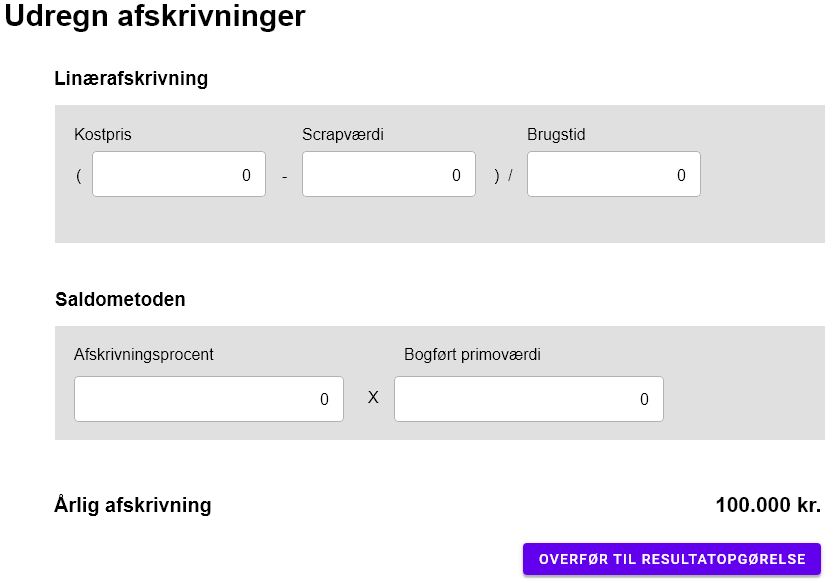 Udregn afskrivninger
Linærafskrivning
Kostpris Scrapværdi Brugstid
( 0 - 0 ) / 0
Saldometoden
Afskrivningsprocent Bogført primoværdi
0 X 0
Årlig afskrivning 100.000 kr.
OVERFØR TIL RESULTATOPGØRELSE